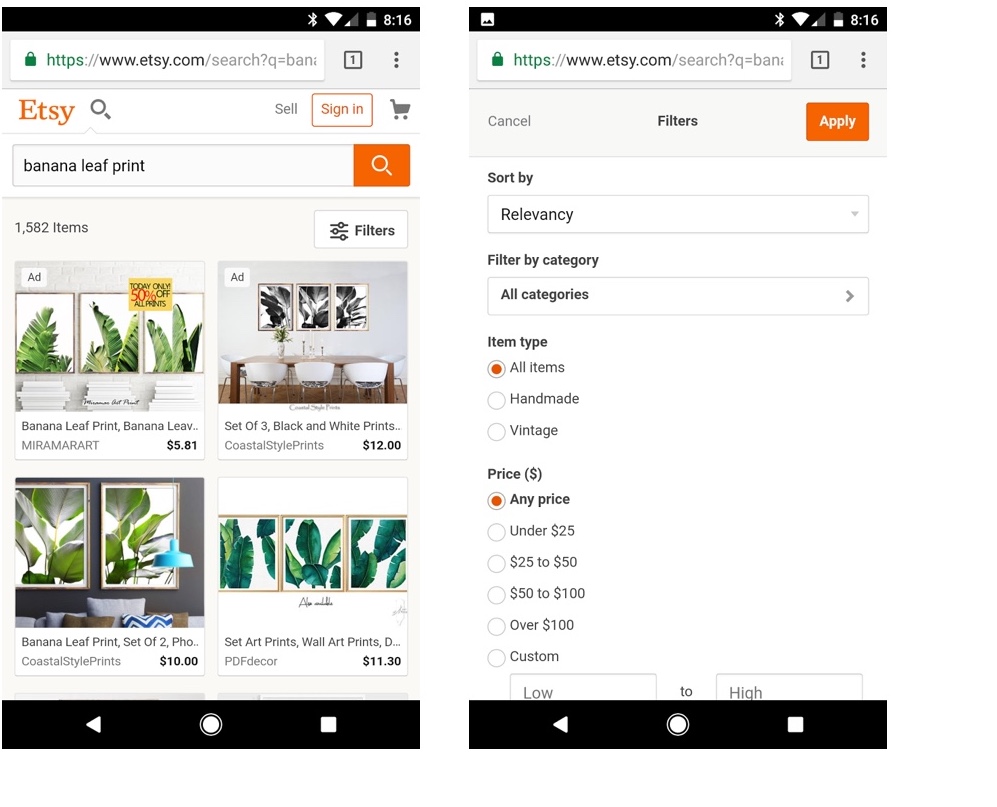 8:16
https://www.etsy.com/search?q=bana
1
Etsy
Sell
Sign in
banana leaf print
1,582 Items
Filters
Ad
TODAY ONLY!
50% OFF
ALL PRINTS
Miramar Art Print
Banana Leaf Print, Banana Leav..
MIRAMARART
$5.81
Ad
Coastal Style Prints
Set Of 3, Black and White Prints..
CoastalStylePrints
$12.00
Banana Leaf Print, Set Of 2, Pho..
CoastalStylePrints
$10.00
Also available
Set Art Prints, Wall Art Prints, D...
PDFdecor
$11.30
8:16
https://www.etsy.com/search?q=bana
1
Cancel
Filters
Apply
Sort by
Relevancy
Filter by category
All categories
Item type
All items
Handmade
Vintage
Price ($)
Any price
Under $25
$25 to $50
$50 to $100
Over $100
Custom
Low
to
High